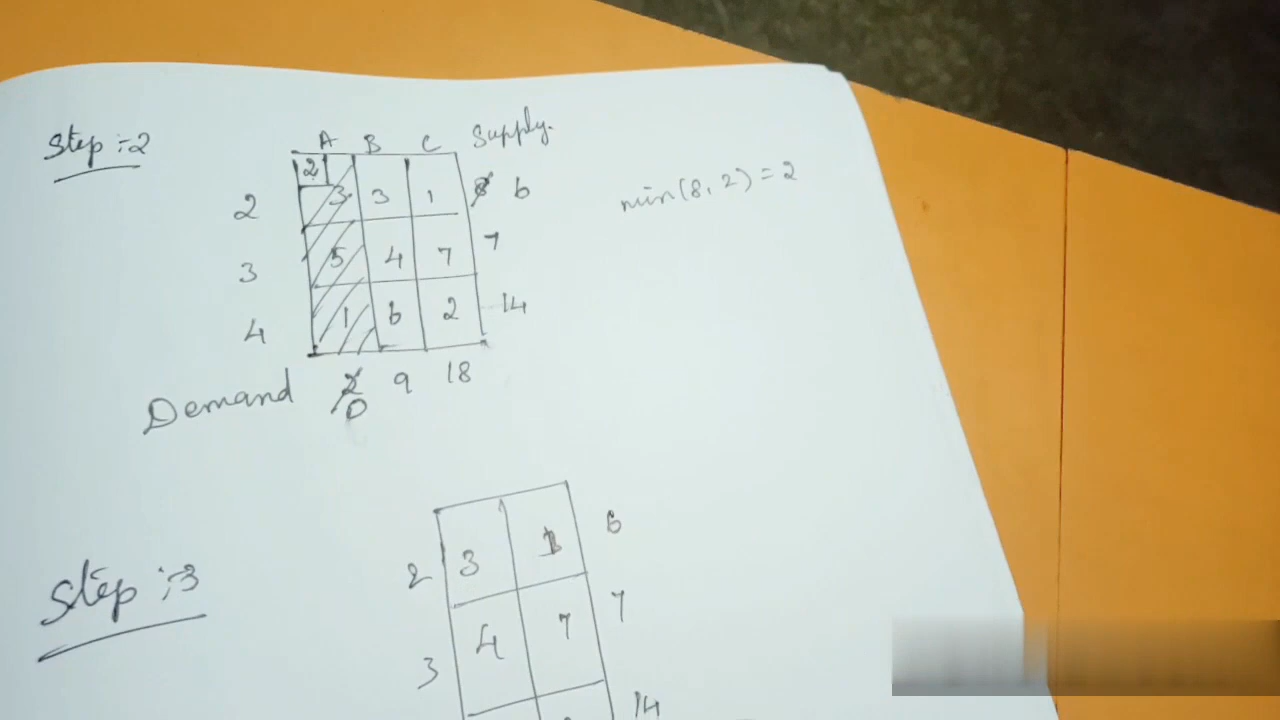 Step :-2
A B C Supply.
2
2 3 3 1 8 6 min(8,2) = 2
3 5 4 7 7
4 1 6 2 14
Demand 2 9 18
0
Step :-3
2 3 1 6
3 4 7 7
14